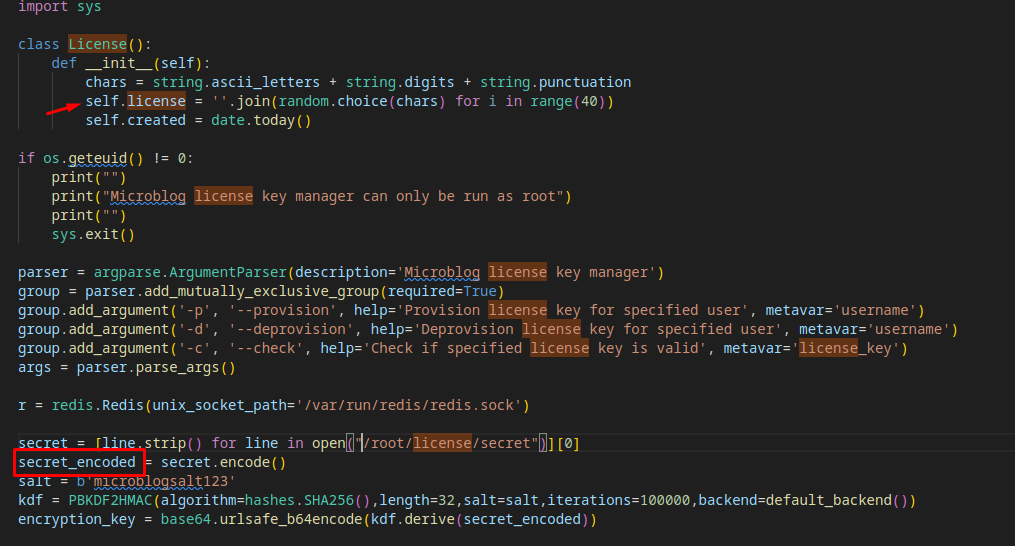 import sys
class License():
def __init__(self):
chars = string.ascii_letters + string.digits + string.punctuation
self.license = ''.join(random.choice(chars) for i in range(40))
self.created = date.today()
if os.geteuid() != 0:
print("")
print("Microblog license key manager can only be run as root")
print("")
sys.exit()
parser = argparse.ArgumentParser(description='Microblog license key manager')
group = parser.add_mutually_exclusive_group(required=True)
group.add_argument('-p', '--provision', help='Provision license key for specified user', metavar='username')
group.add_argument('-d', '--deprovision', help='Deprovision license key for specified user', metavar='username')
group.add_argument('-c', '--check', help='Check if specified license key is valid', metavar='license_key')
args = parser.parse_args()
r = redis.Redis(unix_socket_path='/var/run/redis/redis.sock')
secret = [line.strip() for line in open("/root/license/secret")][0]
secret_encoded = secret.encode()
salt = b'microblogsalt123'
kdf = PBKDF2HMAC(algorithm=hashes.SHA256(),length=32,salt=salt,iterations=100000,backend=default_backend())
encryption_key = base64.urlsafe_b64encode(kdf.derive(secret_encoded))